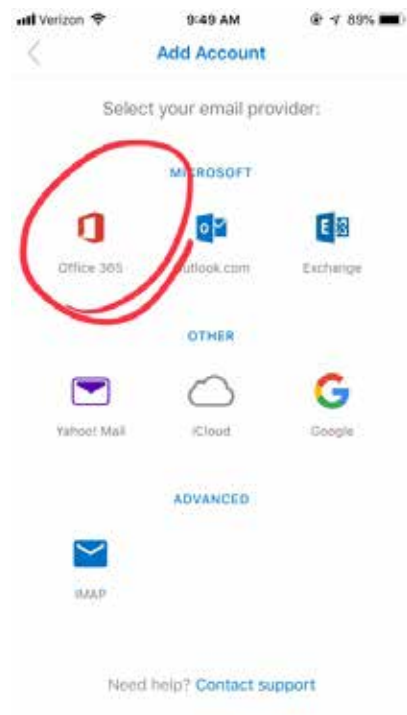 Verizon 9:49 AM 89%
Add Account
Select your email provider:
MICROSOFT
Office 365 Outlook.com Exchange
OTHER
Yahoo! Mail iCloud Google
ADVANCED
IMAP
Need help? Contact support